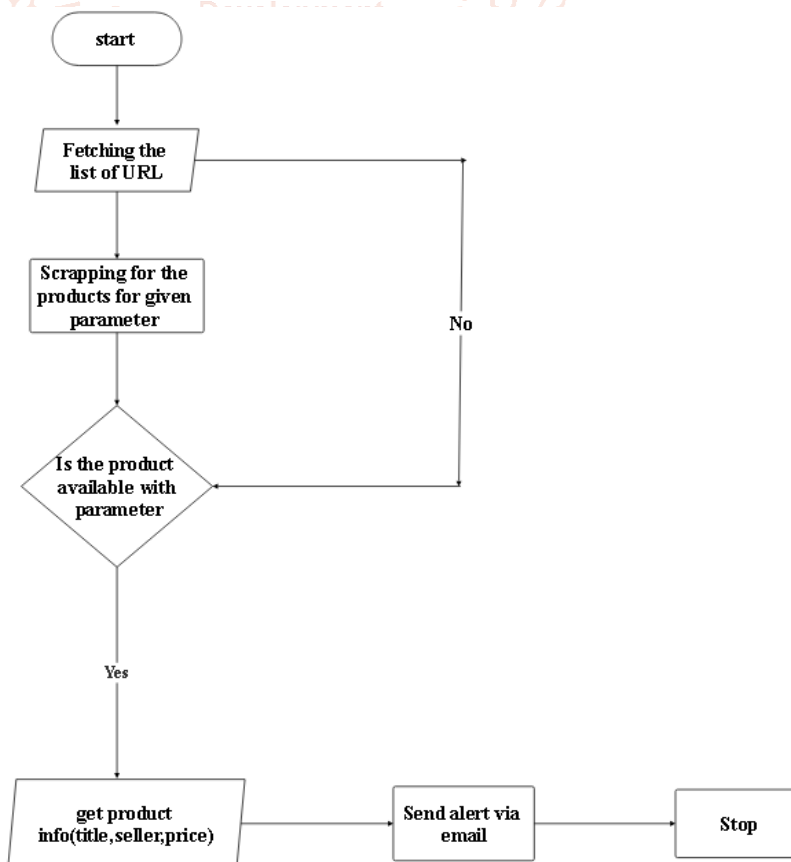 Development
start
Fetching the
list of URL
Scrapping for the
products for given
parameter
No
Is the product
available with
parameter
Yes
get product
info(title,seller,price)
Send alert via
email
Stop